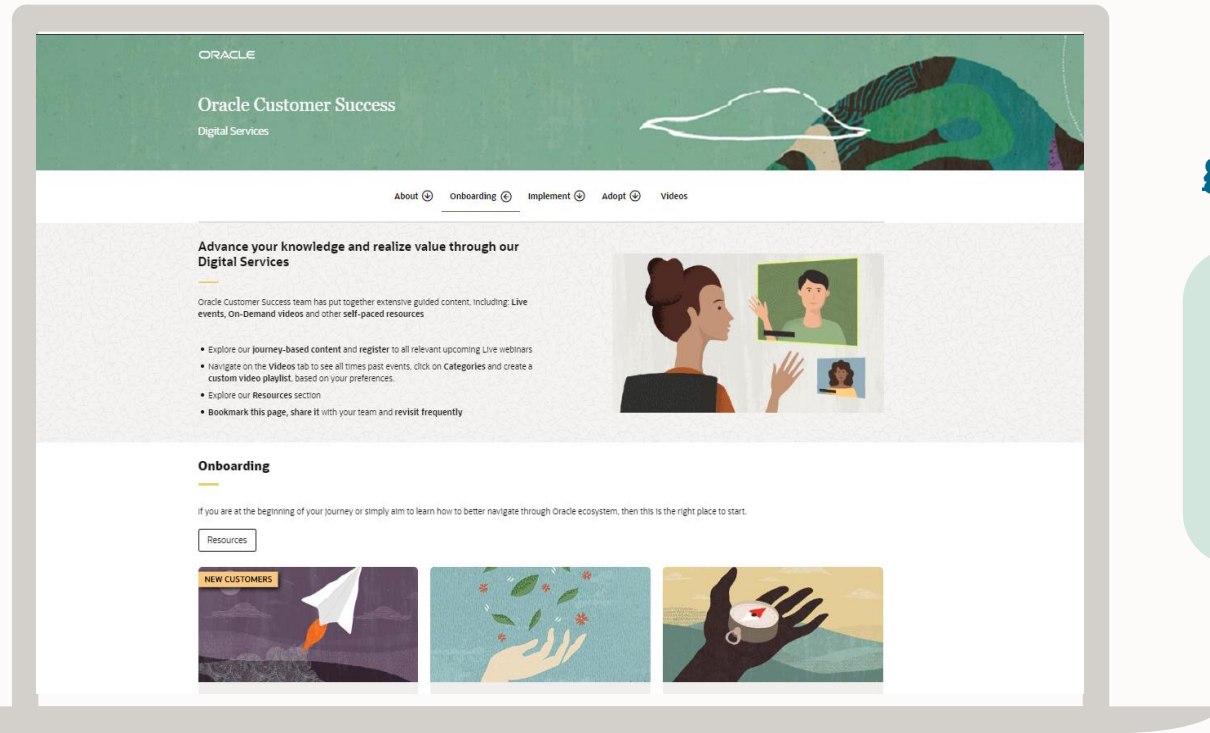 ORACLE
Oracle Customer Success
Digital Services
About Onboarding Implement Adopt Videos
Advance your knowledge and realize value through our
Digital Services
Oracle Customer Success team has put together extensive guided content, including: Live
events, On-Demand videos and other self-paced resources
• Explore our journey-based content and register to all relevant upcoming Live webinars
• Navigate on the Videos tab to see all times past events, click on Categories and create a
custom video playlist, based on your preferences.
• Explore our Resources section
• Bookmark this page, share it with your team and revisit frequently
Onboarding
If you are at the beginning of your journey or simply aim to learn how to better navigate through Oracle ecosystem, then this is the right place to start.
Resources
NEW CUSTOMERS